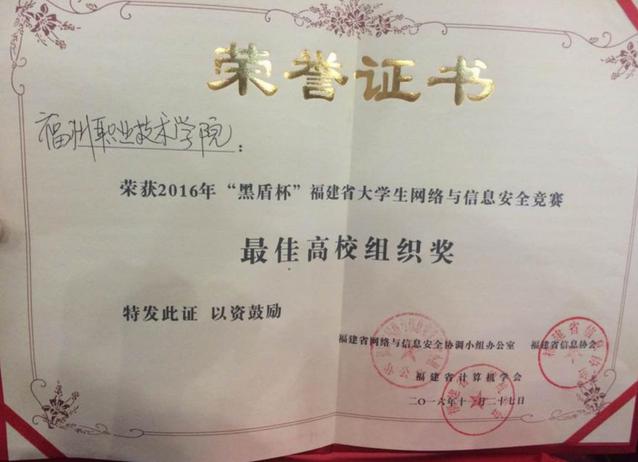 荣誉证书
福州职业技术学院：
荣获2016年“黑盾杯”福建省大学生网络与信息安全竞赛
最佳高校组织奖
特发此证 以资鼓励
福建省网络与信息安全协调小组办公室 福建省信息协会
福建省计算机学会
二〇一六年十一月二十七日